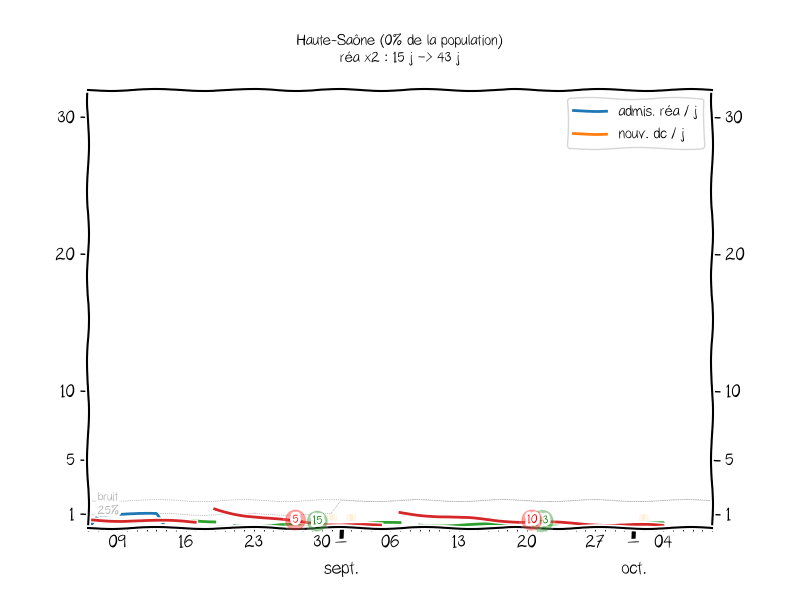 Haute-Saône (0% de la population)
réa x2 : 15 j -> 43 j
admis. réa / j
nouv. dc / j
30 30
20 20
10 10
5 5
bruit
25%
1 1
5 15 10 3
09 16 23 30 06 13 20 27 04
sept. oct.